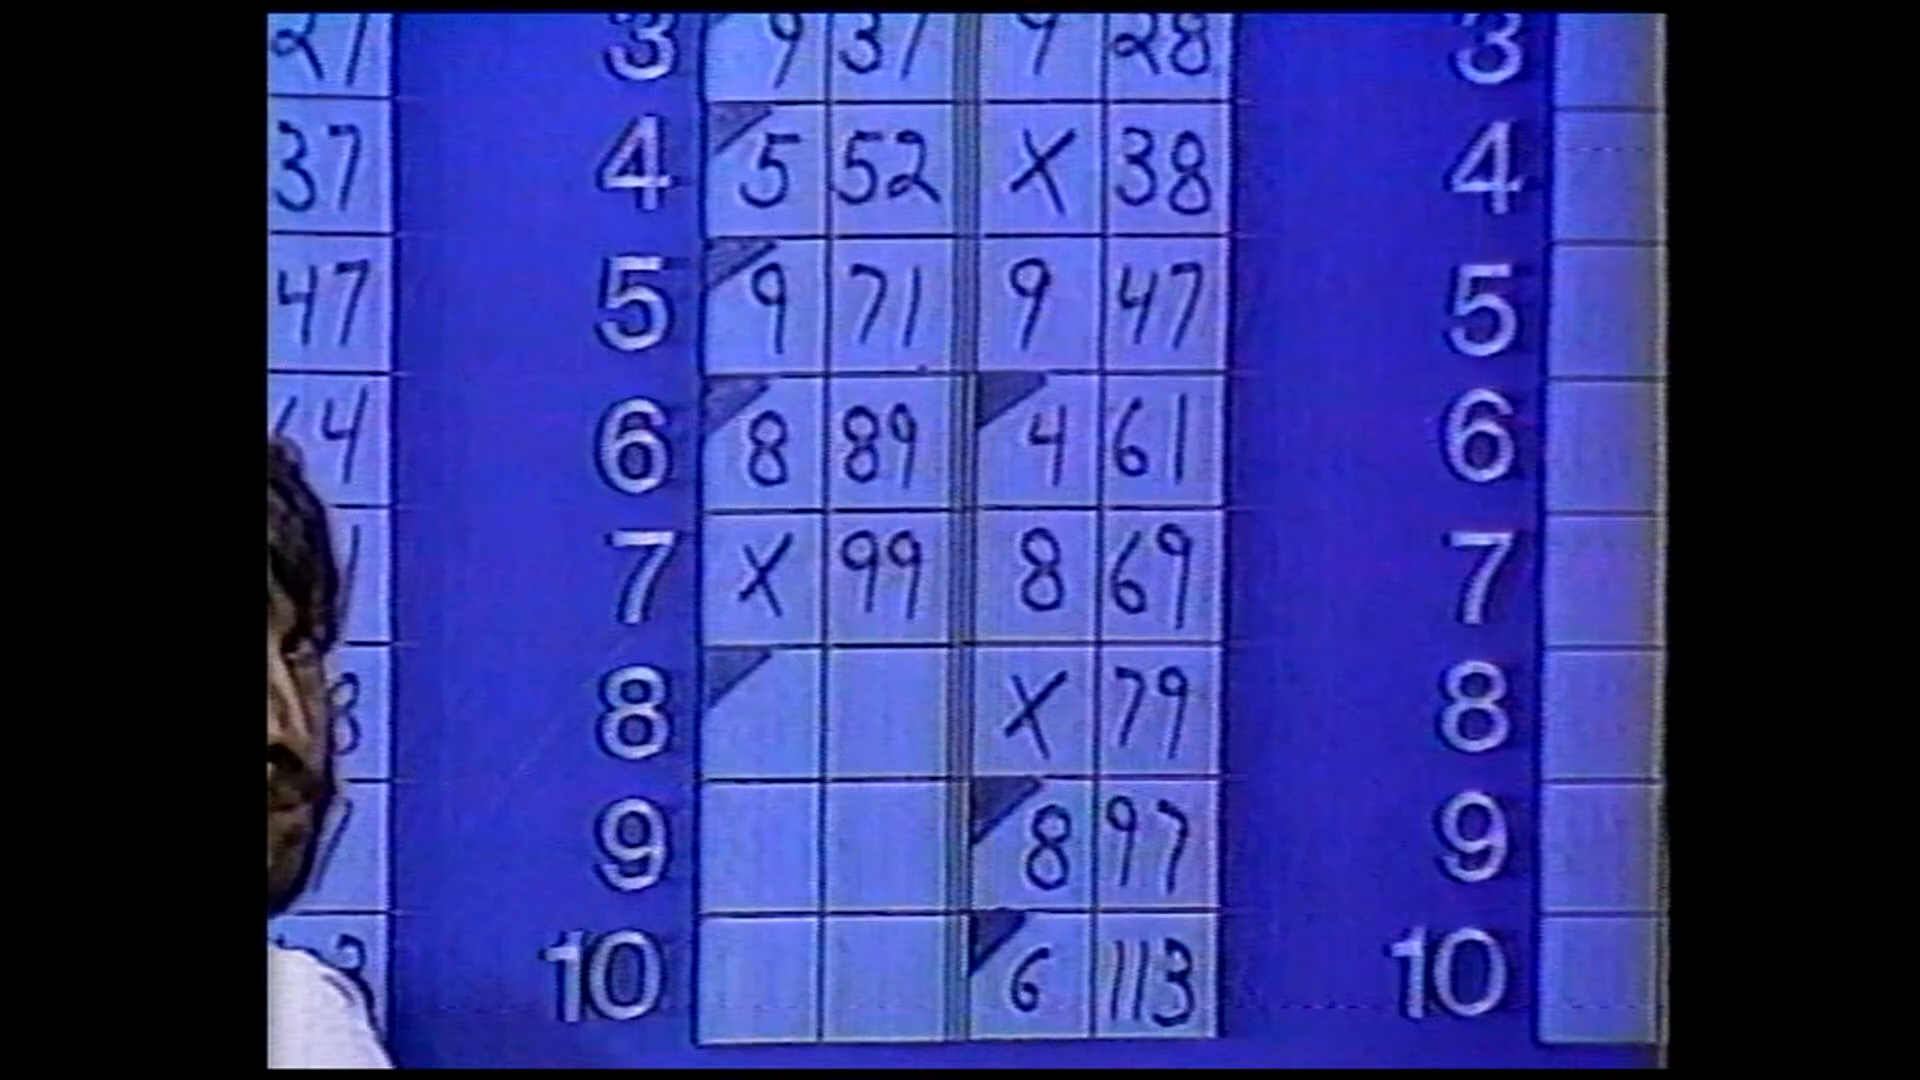 27 3 9 37 9 28 3
37 4 5 52 X 38 4
47 5 9 71 9 47 5
64 6 8 89 4 61 6
7 X 99 8 69 7
8 8 X 79 8
9 8 97 9
10 6 113 10